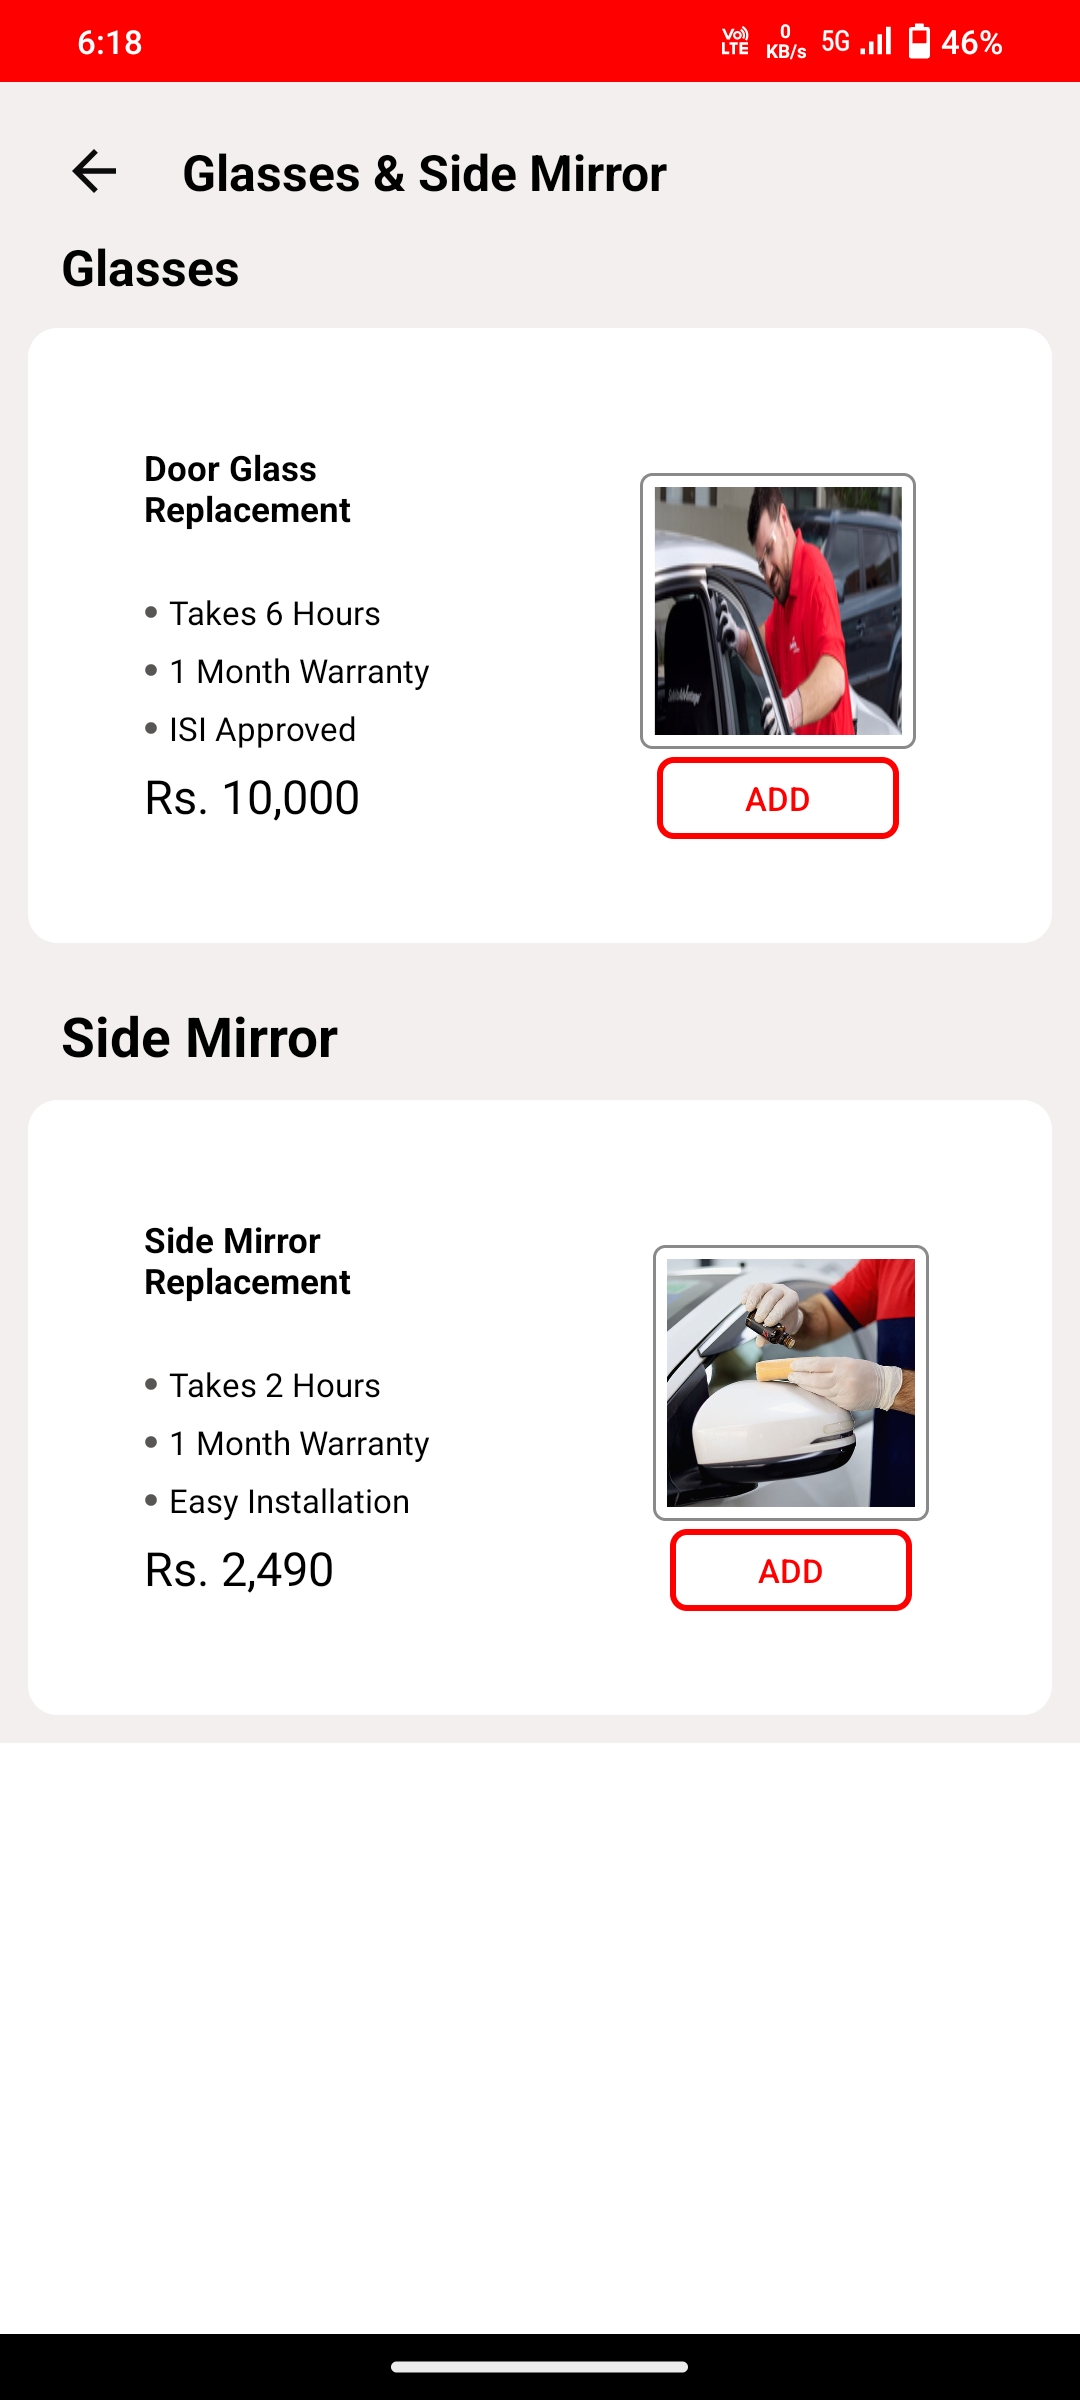 6:18
Vo)) LTE 0 KB/s 5G 46%
Glasses & Side Mirror
Glasses
Door Glass
Replacement
• Takes 6 Hours
• 1 Month Warranty
• ISI Approved
Rs. 10,000
ADD
Side Mirror
Side Mirror
Replacement
• Takes 2 Hours
• 1 Month Warranty
• Easy Installation
Rs. 2,490
ADD